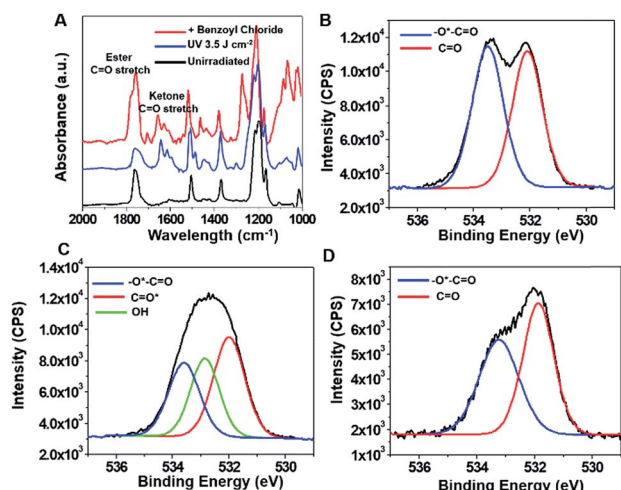 A
+ Benzoyl Chloride
UV 3.5 J cm⁻²
Unirradiated
Ester
C=O stretch
Ketone
C=O stretch
Absorbance (a.u.)
2000 1800 1600 1400 1200 1000
Wavelength (cm⁻¹)
B
-O*-C=O
C=O
Intensity (CPS)
1.2x10⁴
1.0x10⁴
8.0x10³
6.0x10³
4.0x10³
2.0x10³
536 534 532 530
Binding Energy (eV)
C
-O*-C=O
C=O*
OH
Intensity (CPS)
1.4x10⁴
1.2x10⁴
1.0x10⁴
8.0x10³
6.0x10³
4.0x10³
2.0x10³
536 534 532 530
Binding Energy (eV)
D
-O*-C=O
C=O
Intensity (CPS)
8x10³
7x10³
6x10³
5x10³
4x10³
3x10³
2x10³
1x10³
536 534 532 530
Binding Energy (eV)